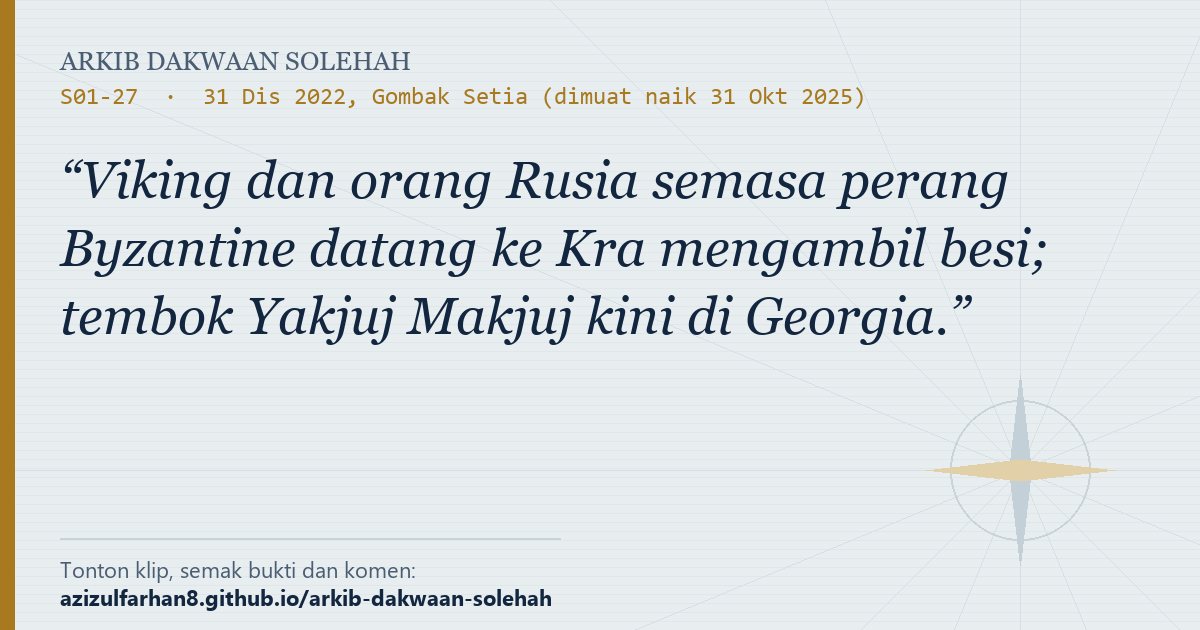 ARKIB DAKWAAN SOLEHAH
S01-27 · 31 Dis 2022, Gombak Setia (dimuat naik 31 Okt 2025)
“Viking dan orang Rusia semasa perang
Byzantine datang ke Kra mengambil besi;
tembok Yakjuj Makjuj kini di Georgia.”
Tonton klip, semak bukti dan komen:
azizulfarhan8.github.io/arkib-dakwaan-solehah